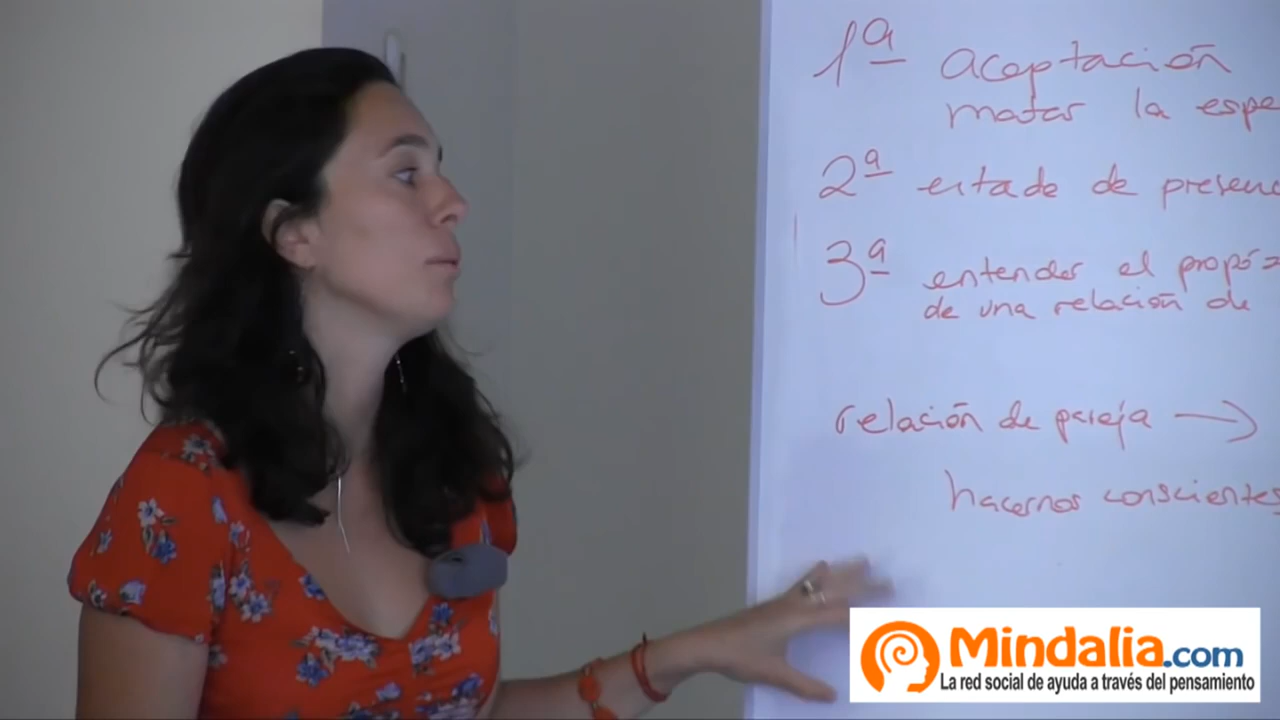 1ª aceptación
matar la espe
2ª estado de presenc
3ª entender el propós
de una relación de
relación de pareja →
hacernos conscientes
Mindalia.com
La red social de ayuda a través del pensamiento